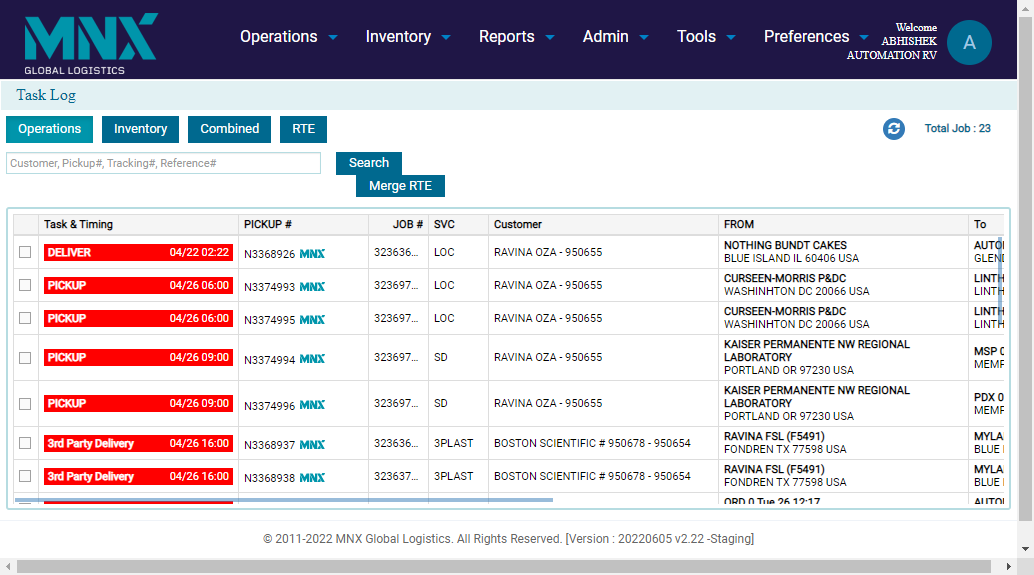 MNX
GLOBAL LOGISTICS
Operations Inventory Reports Admin Tools Preferences
Welcome
ABHISHEK
AUTOMATION RV
A
Task Log
Operations Inventory Combined RTE
Total Job : 23
Customer, Pickup#, Tracking#, Reference#
Search
Merge RTE
Task & Timing PICKUP # JOB # SVC Customer FROM To
DELIVER 04/22 02:22 N3368926 MNX 323636... LOC RAVINA OZA - 950655
NOTHING BUNDT CAKES
BLUE ISLAND IL 60406 USA
PICKUP 04/26 06:00 N3374993 MNX 323697... LOC RAVINA OZA - 950655
CURSEEN-MORRIS P&DC
WASHINHTON DC 20066 USA
PICKUP 04/26 06:00 N3374995 MNX 323697... LOC RAVINA OZA - 950655
CURSEEN-MORRIS P&DC
WASHINHTON DC 20066 USA
PICKUP 04/26 09:00 N3374994 MNX 323697... SD RAVINA OZA - 950655
KAISER PERMANENTE NW REGIONAL
LABORATORY
PORTLAND OR 97230 USA
MSP 0
MEMF
PICKUP 04/26 09:00 N3374996 MNX 323697... SD RAVINA OZA - 950655
KAISER PERMANENTE NW REGIONAL
LABORATORY
PORTLAND OR 97230 USA
PDX 0
MEMF
3rd Party Delivery 04/26 16:00 N3368937 MNX 323636... 3PLAST BOSTON SCIENTIFIC # 950678 - 950654
RAVINA FSL (F5491)
FONDREN TX 77598 USA
MYLA
BLUE
3rd Party Delivery 04/26 16:00 N3368938 MNX 323637... 3PLAST BOSTON SCIENTIFIC # 950678 - 950654
RAVINA FSL (F5491)
FONDREN TX 77598 USA
MYLA
BLUE
ORD 0 Tue 26 12:17
© 2011-2022 MNX Global Logistics. All Rights Reserved. [Version : 20220605 v2.22 -Staging]